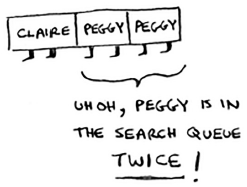 CLAIRE PEGGY PEGGY
UH OH, PEGGY IS IN
THE SEARCH QUEUE
TWICE!